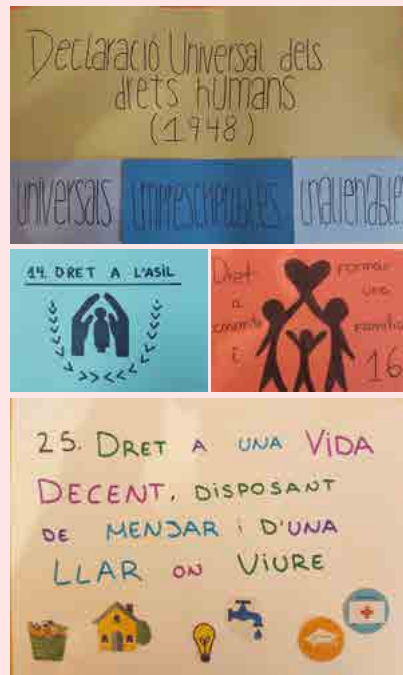 Declaració Universal dels
drets humans
(1948)
universals imprescriptibles inalienables
14. DRET A L'ASIL
Dret formar
a una
casar-te família
i 16
25. DRET A UNA VIDA
DECENT, DISPOSANT
DE MENJAR i D'UNA
LLAR ON ViURE